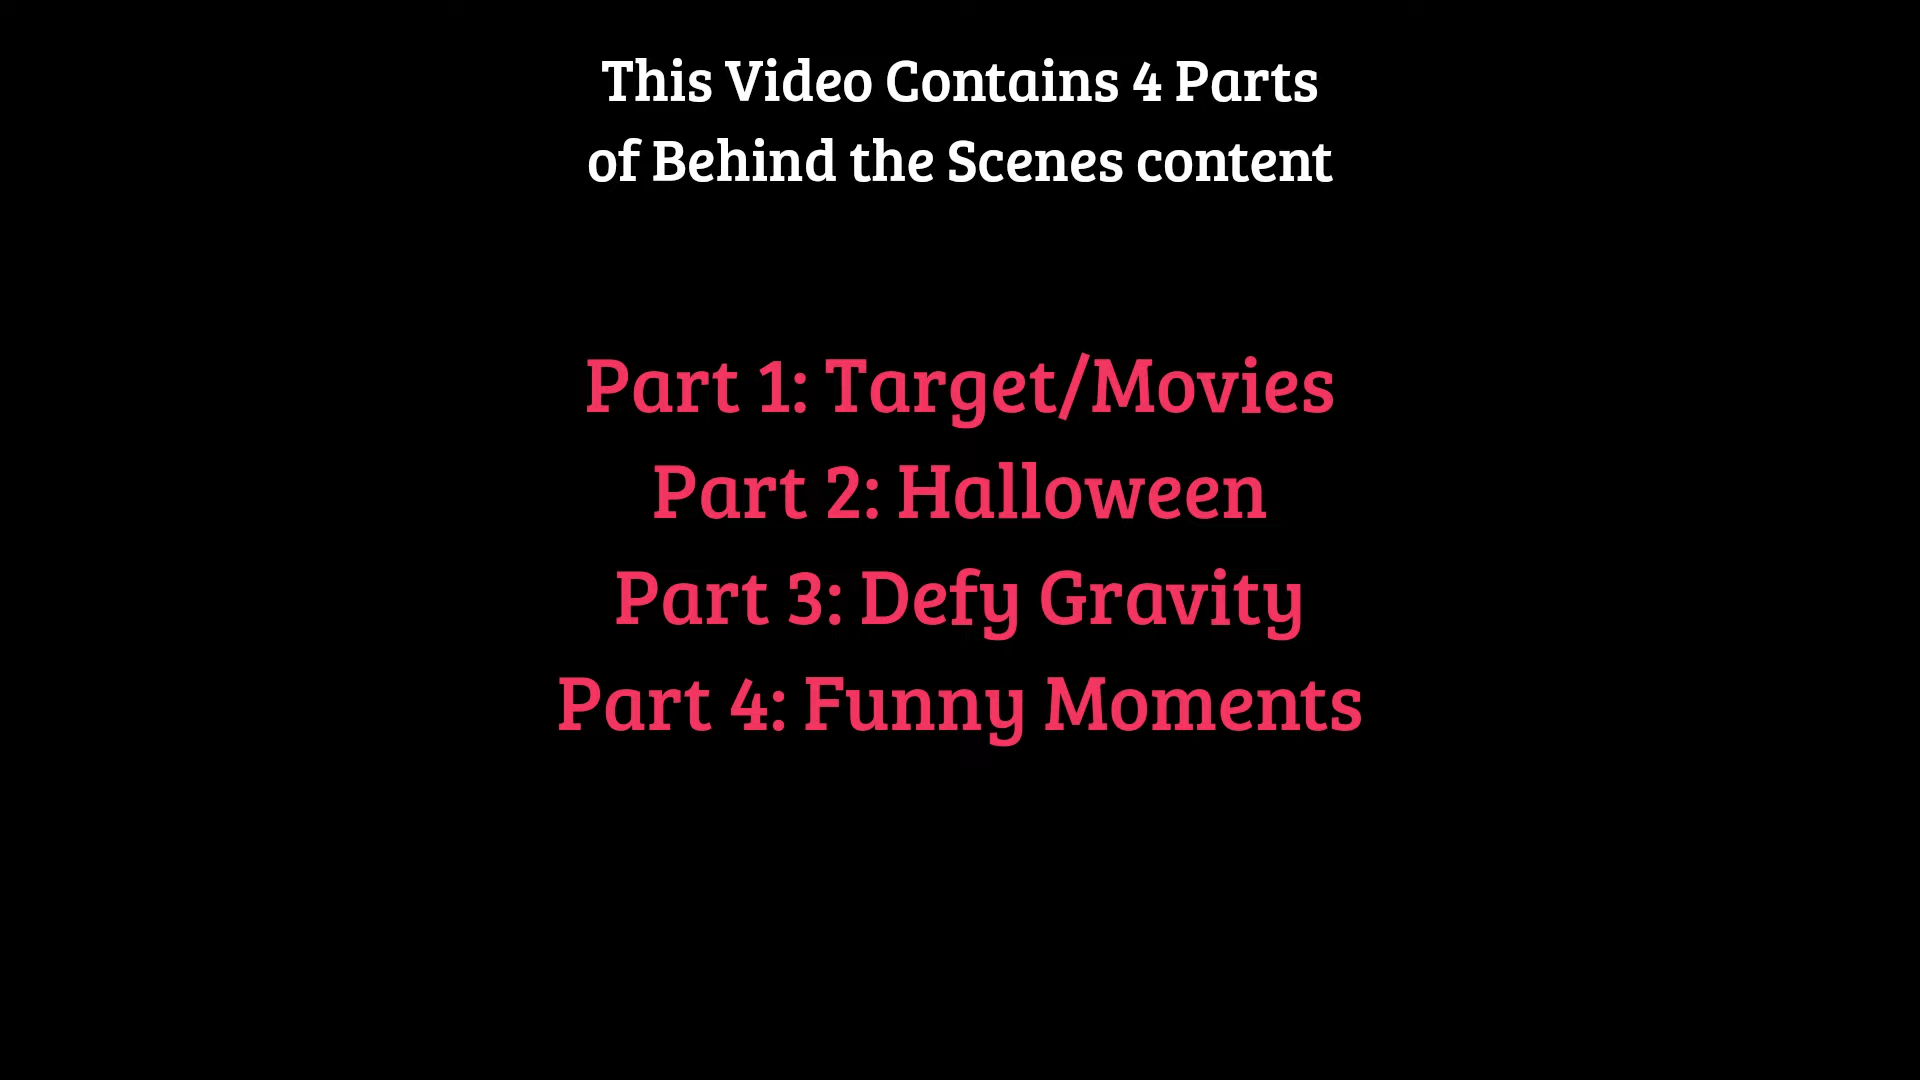 This Video Contains 4 Parts
of Behind the Scenes content
Part 1: Target/Movies
Part 2: Halloween
Part 3: Defy Gravity
Part 4: Funny Moments